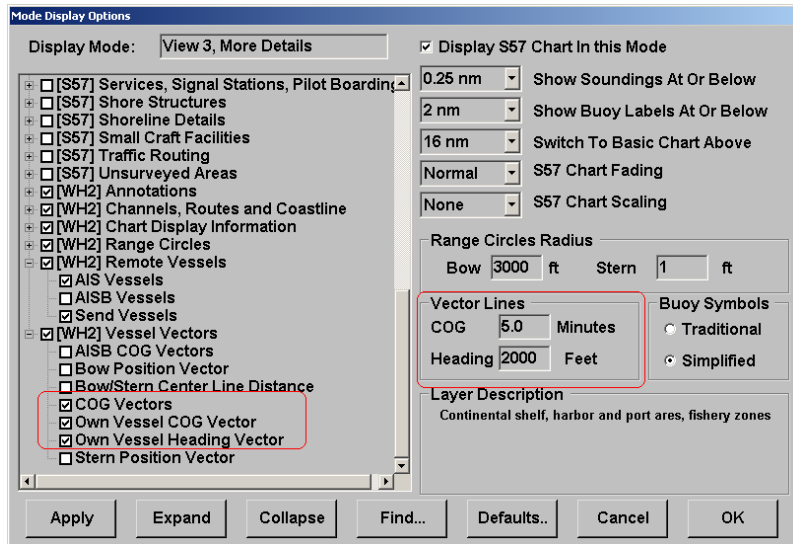 Mode Display Options
Display Mode: View 3, More Details
[S57] Services, Signal Stations, Pilot Boarding
[S57] Shore Structures
[S57] Shoreline Details
[S57] Small Craft Facilities
[S57] Traffic Routing
[S57] Unsurveyed Areas
[WH2] Annotations
[WH2] Channels, Routes and Coastline
[WH2] Chart Display Information
[WH2] Range Circles
[WH2] Remote Vessels
AIS Vessels
AISB Vessels
Send Vessels
[WH2] Vessel Vectors
AISB COG Vectors
Bow Position Vector
Bow/Stern Center Line Distance
COG Vectors
Own Vessel COG Vector
Own Vessel Heading Vector
Stern Position Vector
Display S57 Chart In this Mode
0.25 nm Show Soundings At Or Below
2 nm Show Buoy Labels At Or Below
16 nm Switch To Basic Chart Above
Normal S57 Chart Fading
None S57 Chart Scaling
Range Circles Radius
Bow 3000 ft Stern 1 ft
Vector Lines
COG 5.0 Minutes
Heading 2000 Feet
Buoy Symbols
Traditional
Simplified
Layer Description
Continental shelf, harbor and port ares, fishery zones
Apply Expand Collapse Find... Defaults.. Cancel OK